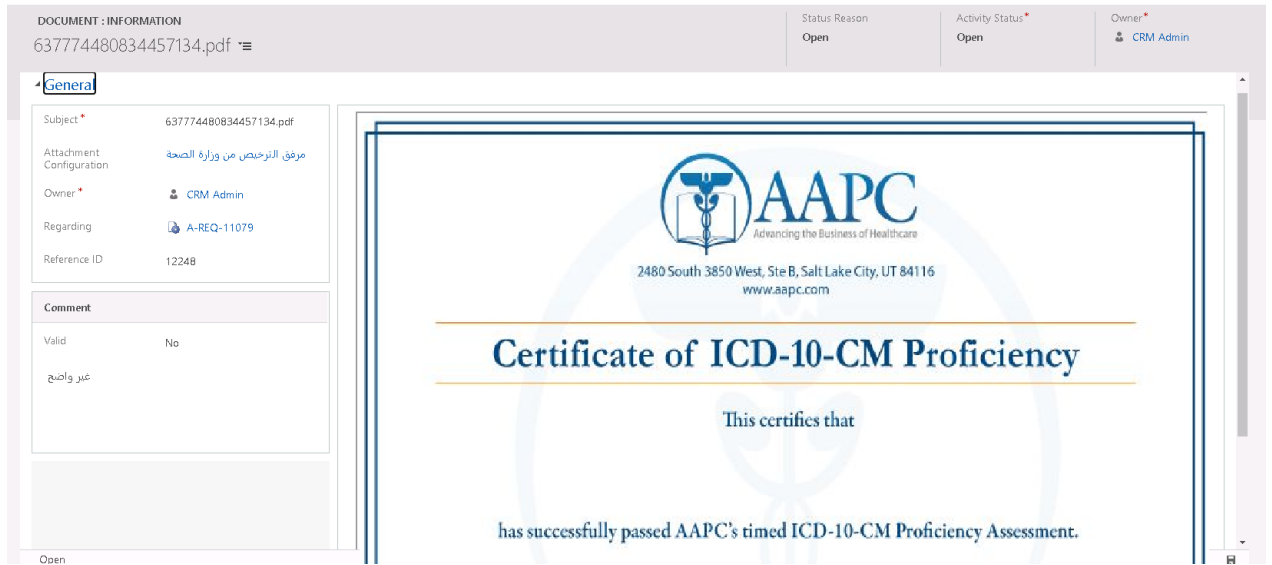 DOCUMENT : INFORMATION
637774480834457134.pdf
Status Reason
Open
Activity Status*
Open
Owner*
CRM Admin
General
Subject*
637774480834457134.pdf
Attachment
Configuration
مرفق الترخيص من وزارة الصحة
Owner*
CRM Admin
Regarding
A-REQ-11079
Reference ID
12248
Comment
Valid
No
غير واضح
Open
AAPC
Advancing the Business of Healthcare
2480 South 3850 West, Ste B, Salt Lake City, UT 84116
www.aapc.com
Certificate of ICD-10-CM Proficiency
This certifies that
has successfully passed AAPC's timed ICD-10-CM Proficiency Assessment.